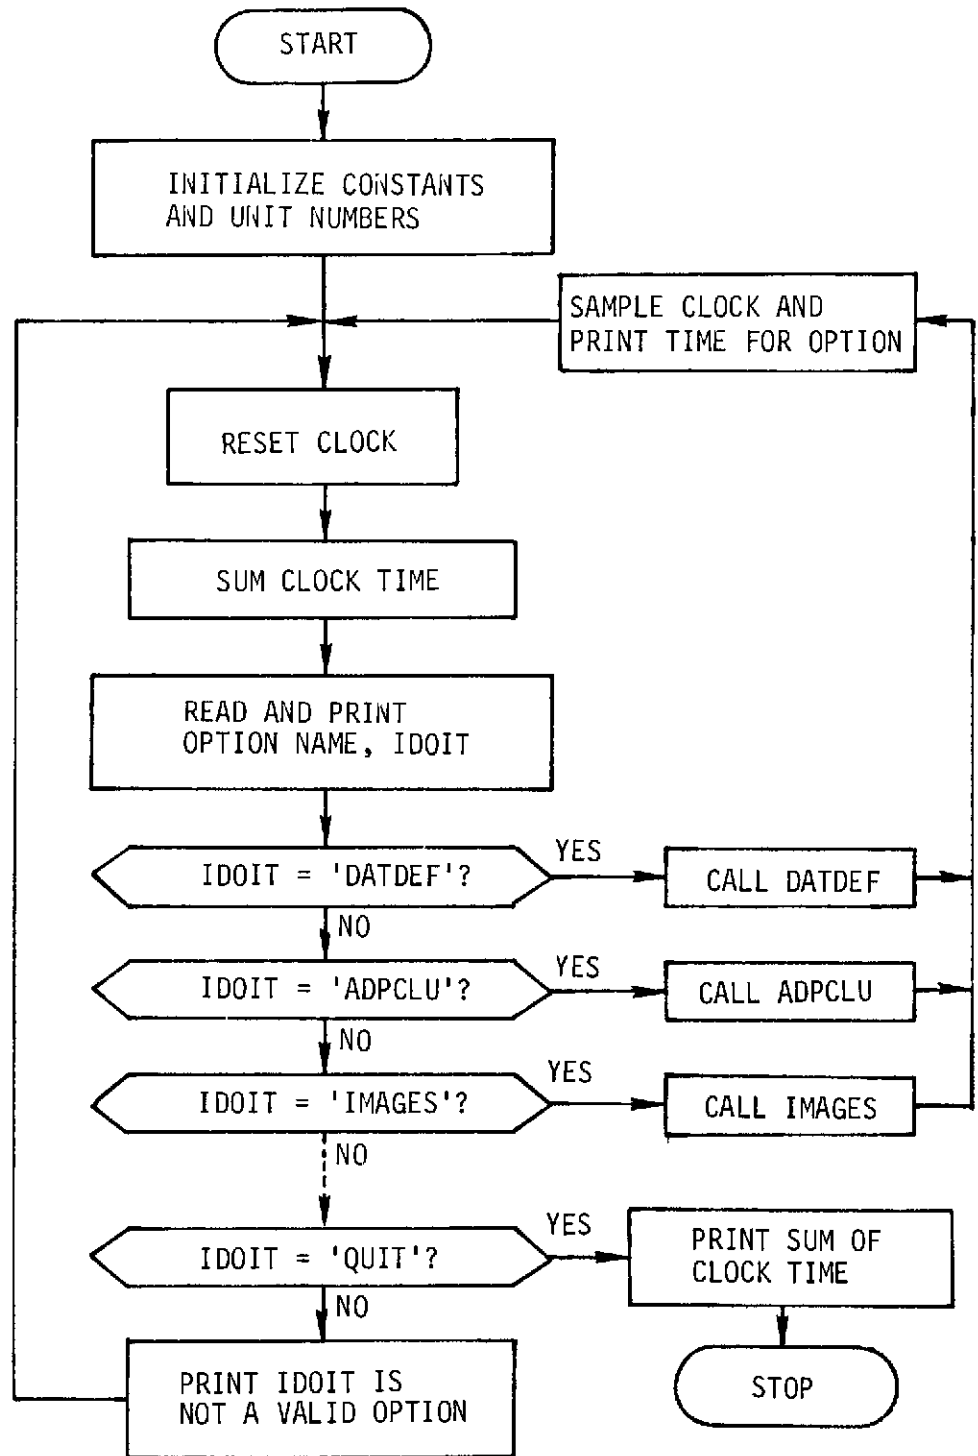 START
INITIALIZE CONSTANTS
AND UNIT NUMBERS
SAMPLE CLOCK AND
PRINT TIME FOR OPTION
RESET CLOCK
SUM CLOCK TIME
READ AND PRINT
OPTION NAME, IDOIT
IDOIT = 'DATDEF'?
YES
CALL DATDEF
NO
IDOIT = 'ADPCLU'?
YES
CALL ADPCLU
NO
IDOIT = 'IMAGES'?
YES
CALL IMAGES
NO
IDOIT = 'QUIT'?
YES
PRINT SUM OF
CLOCK TIME
NO
PRINT IDOIT IS
NOT A VALID OPTION
STOP